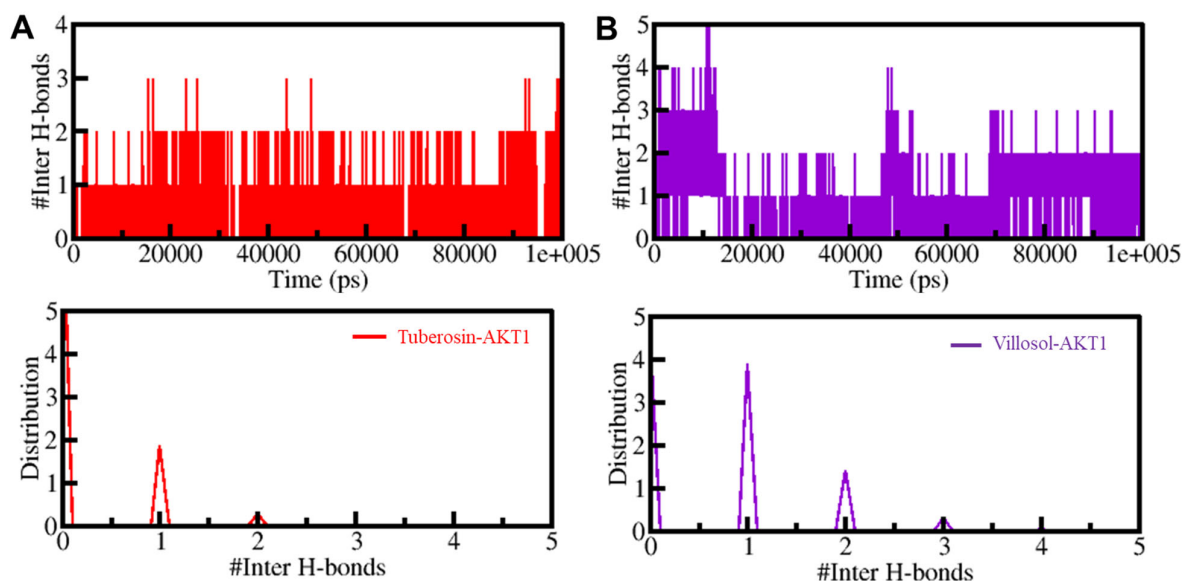 A
B
4
3
2
1
0
#Inter H-bonds
0 20000 40000 60000 80000 1e+005
Time (ps)
5
4
3
2
1
0
#Inter H-bonds
0 20000 40000 60000 80000 1e+005
Time (ps)
5
4
3
2
1
0
Distribution
Tuberosin-AKT1
0 1 2 3 4 5
#Inter H-bonds
5
4
3
2
1
0
Distribution
Villosol-AKT1
0 1 2 3 4 5
#Inter H-bonds